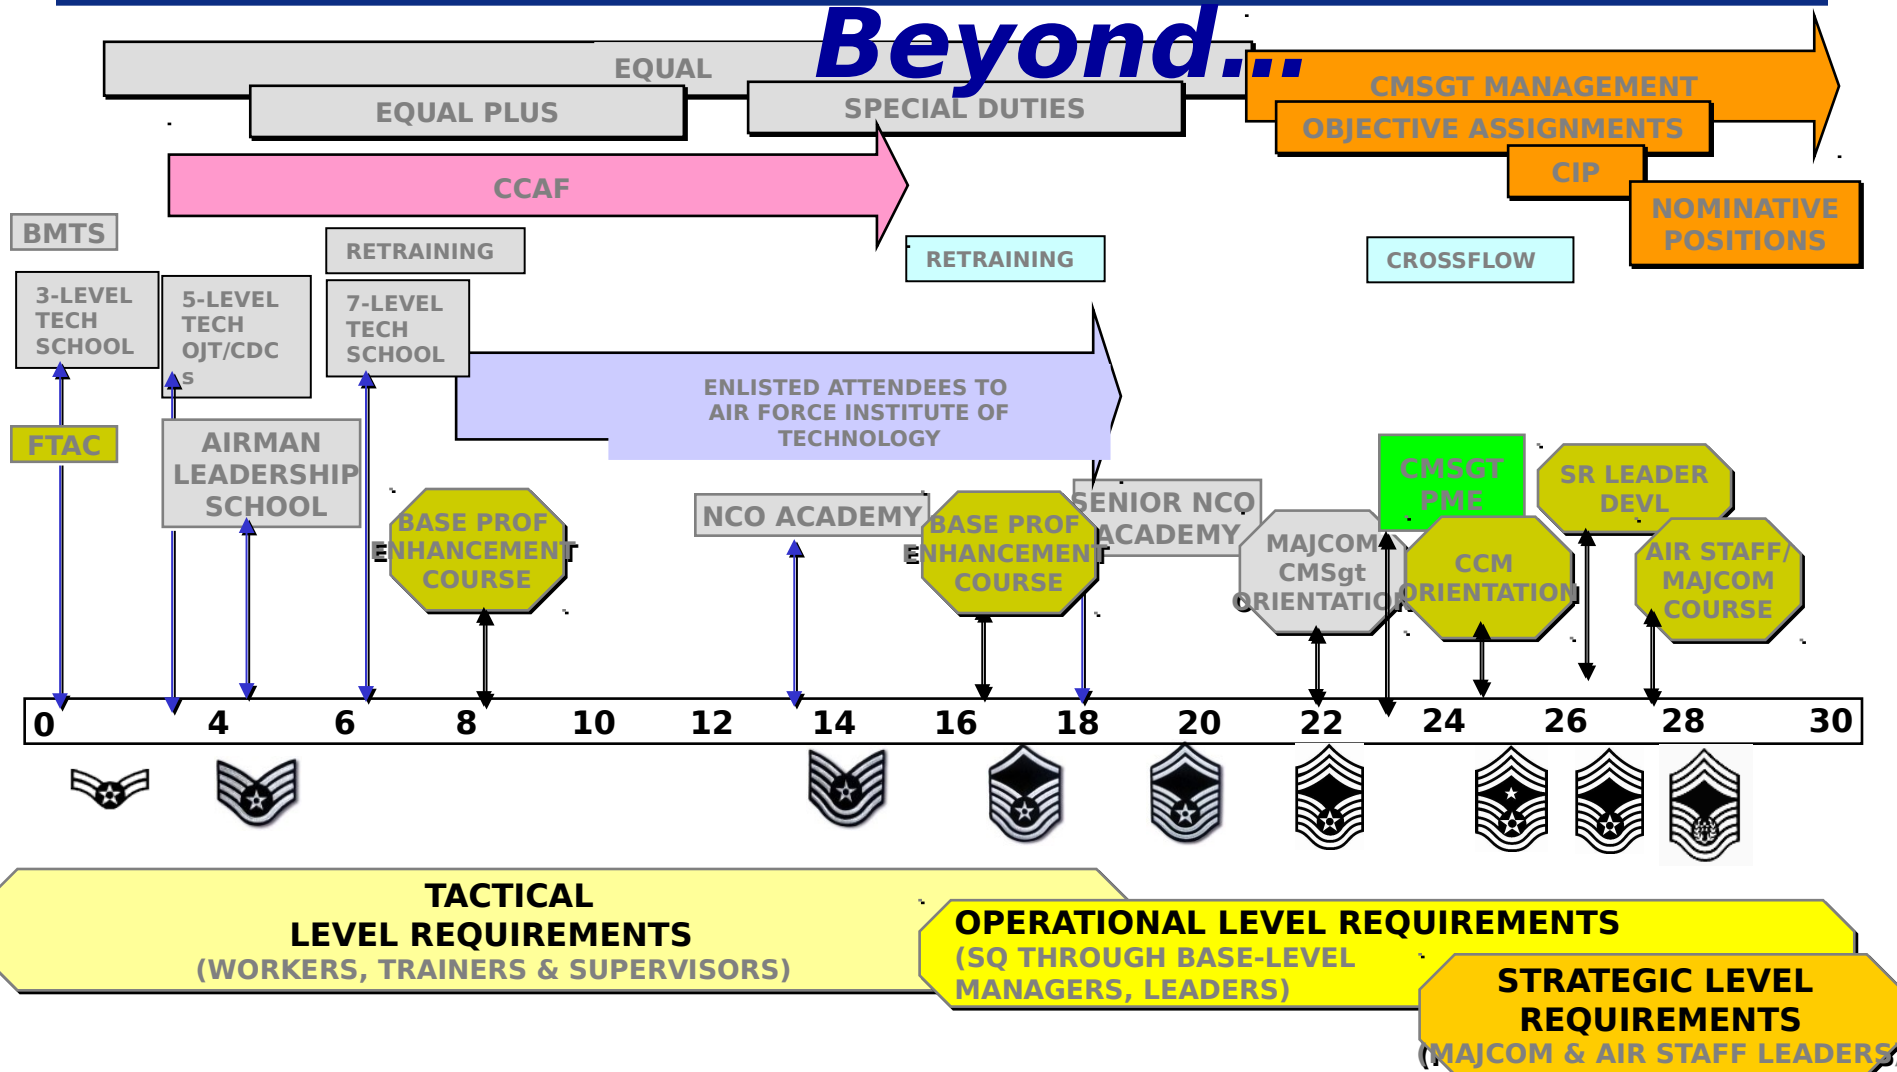 Beyond...
EQUAL
CMSGT MANAGEMENT
EQUAL PLUS
SPECIAL DUTIES
OBJECTIVE ASSIGNMENTS
CIP
CCAF
NOMINATIVE
POSITIONS
BMTS
RETRAINING
RETRAINING
CROSSFLOW
3-LEVEL
TECH
SCHOOL
5-LEVEL
TECH
OJT/CDC
s
7-LEVEL
TECH
SCHOOL
ENLISTED ATTENDEES TO
AIR FORCE INSTITUTE OF
TECHNOLOGY
FTAC
AIRMAN
LEADERSHIP
SCHOOL
BASE PROF
ENHANCEMENT
COURSE
NCO ACADEMY
BASE PROF
ENHANCEMENT
COURSE
SENIOR NCO
ACADEMY
MAJCOM
CMSgt
ORIENTATION
CMSGT
PME
CCM
ORIENTATION
SR LEADER
DEVL
AIR STAFF/
MAJCOM
COURSE
0 4 6 8 10 12 14 16 18 20 22 24 26 28 30
TACTICAL
LEVEL REQUIREMENTS
(WORKERS, TRAINERS & SUPERVISORS)
OPERATIONAL LEVEL REQUIREMENTS
(SQ THROUGH BASE-LEVEL
MANAGERS, LEADERS)
STRATEGIC LEVEL
REQUIREMENTS
(MAJCOM & AIR STAFF LEADERS